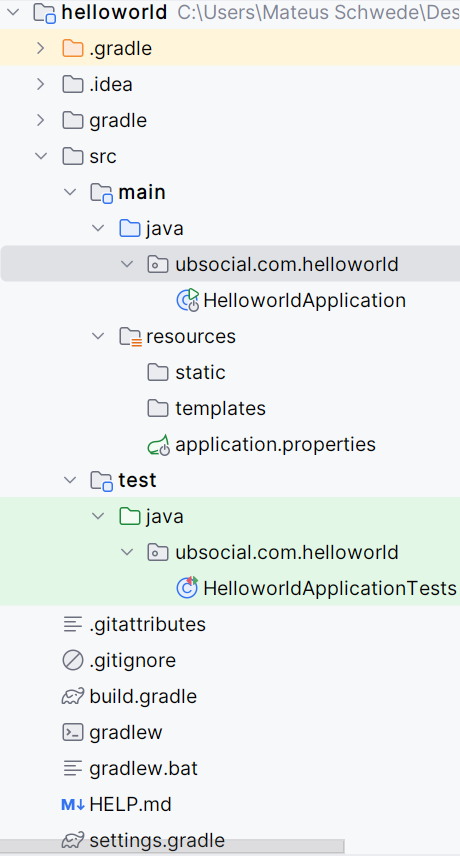 helloworld C:\Users\Mateus Schwede\Des
.gradle
.idea
gradle
src
main
java
ubsocial.com.helloworld
HelloworldApplication
resources
static
templates
application.properties
test
java
ubsocial.com.helloworld
HelloworldApplicationTests
.gitattributes
.gitignore
build.gradle
gradlew
gradlew.bat
M↓ HELP.md
settings.gradle